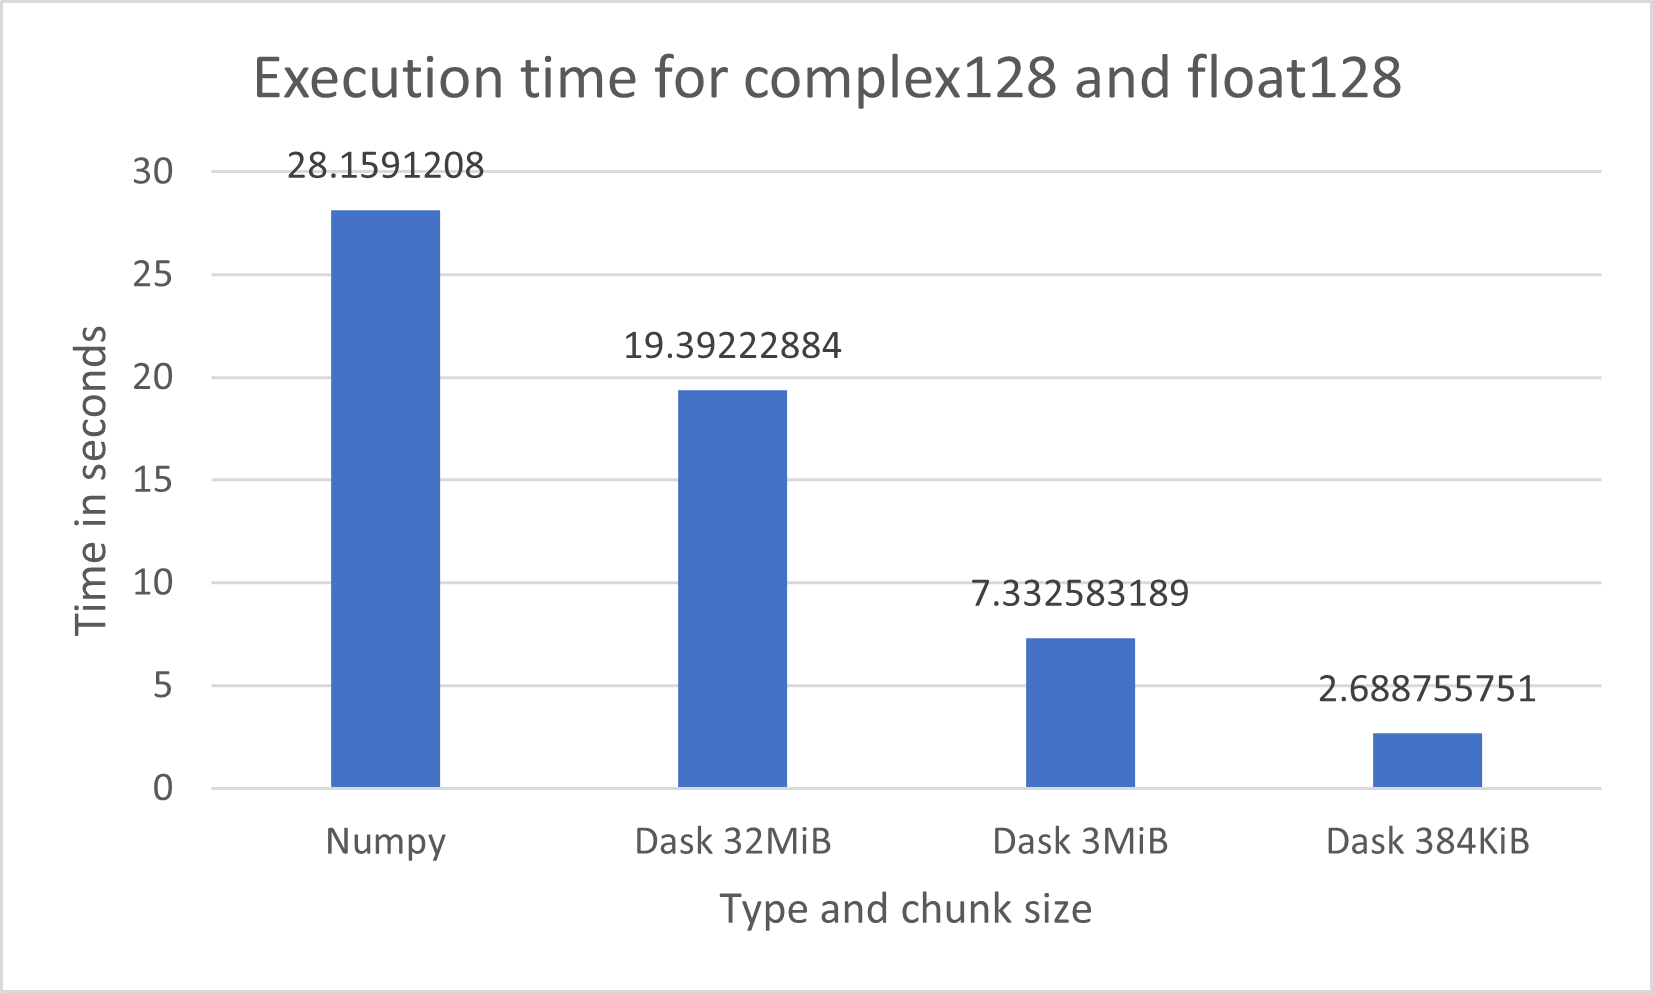 Execution time for complex128 and float128
28.1591208
30
25
19.39222884
20
15
10
7.332583189
5
2.688755751
0
Time in seconds
Numpy
Dask 32MiB
Dask 3MiB
Dask 384KiB
Type and chunk size